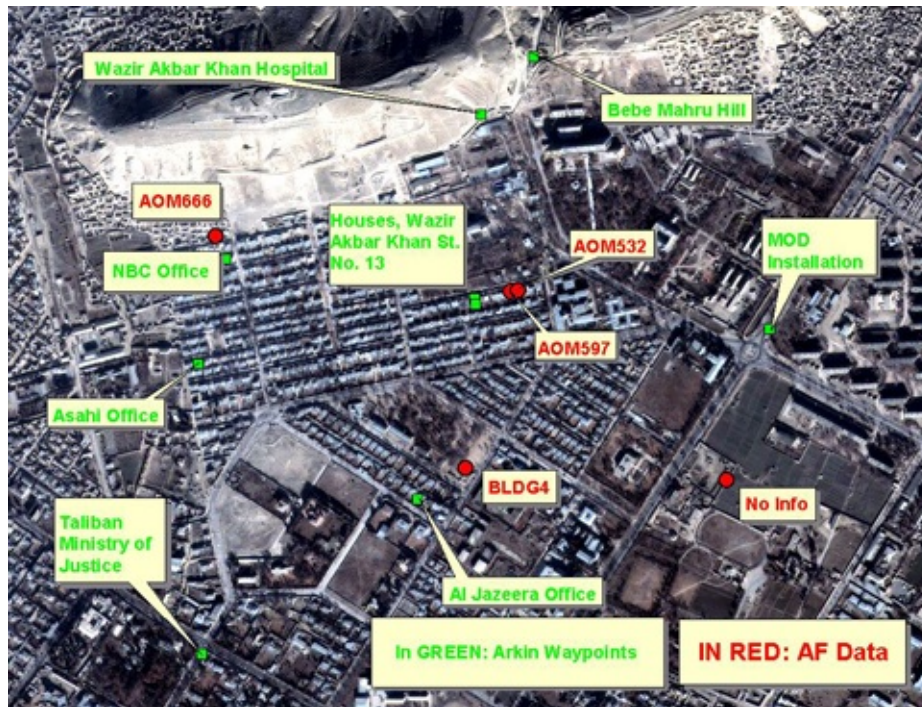 Wazir Akbar Khan Hospital
Bebe Mahru Hill
AOM666
Houses, Wazir
Akbar Khan St.
No. 13
AOM532
MOD
Installation
NBC Office
AOM597
Asahi Office
BLDG4
No Info
Taliban
Ministry of
Justice
Al Jazeera Office
In GREEN: Arkin Waypoints
IN RED: AF Data